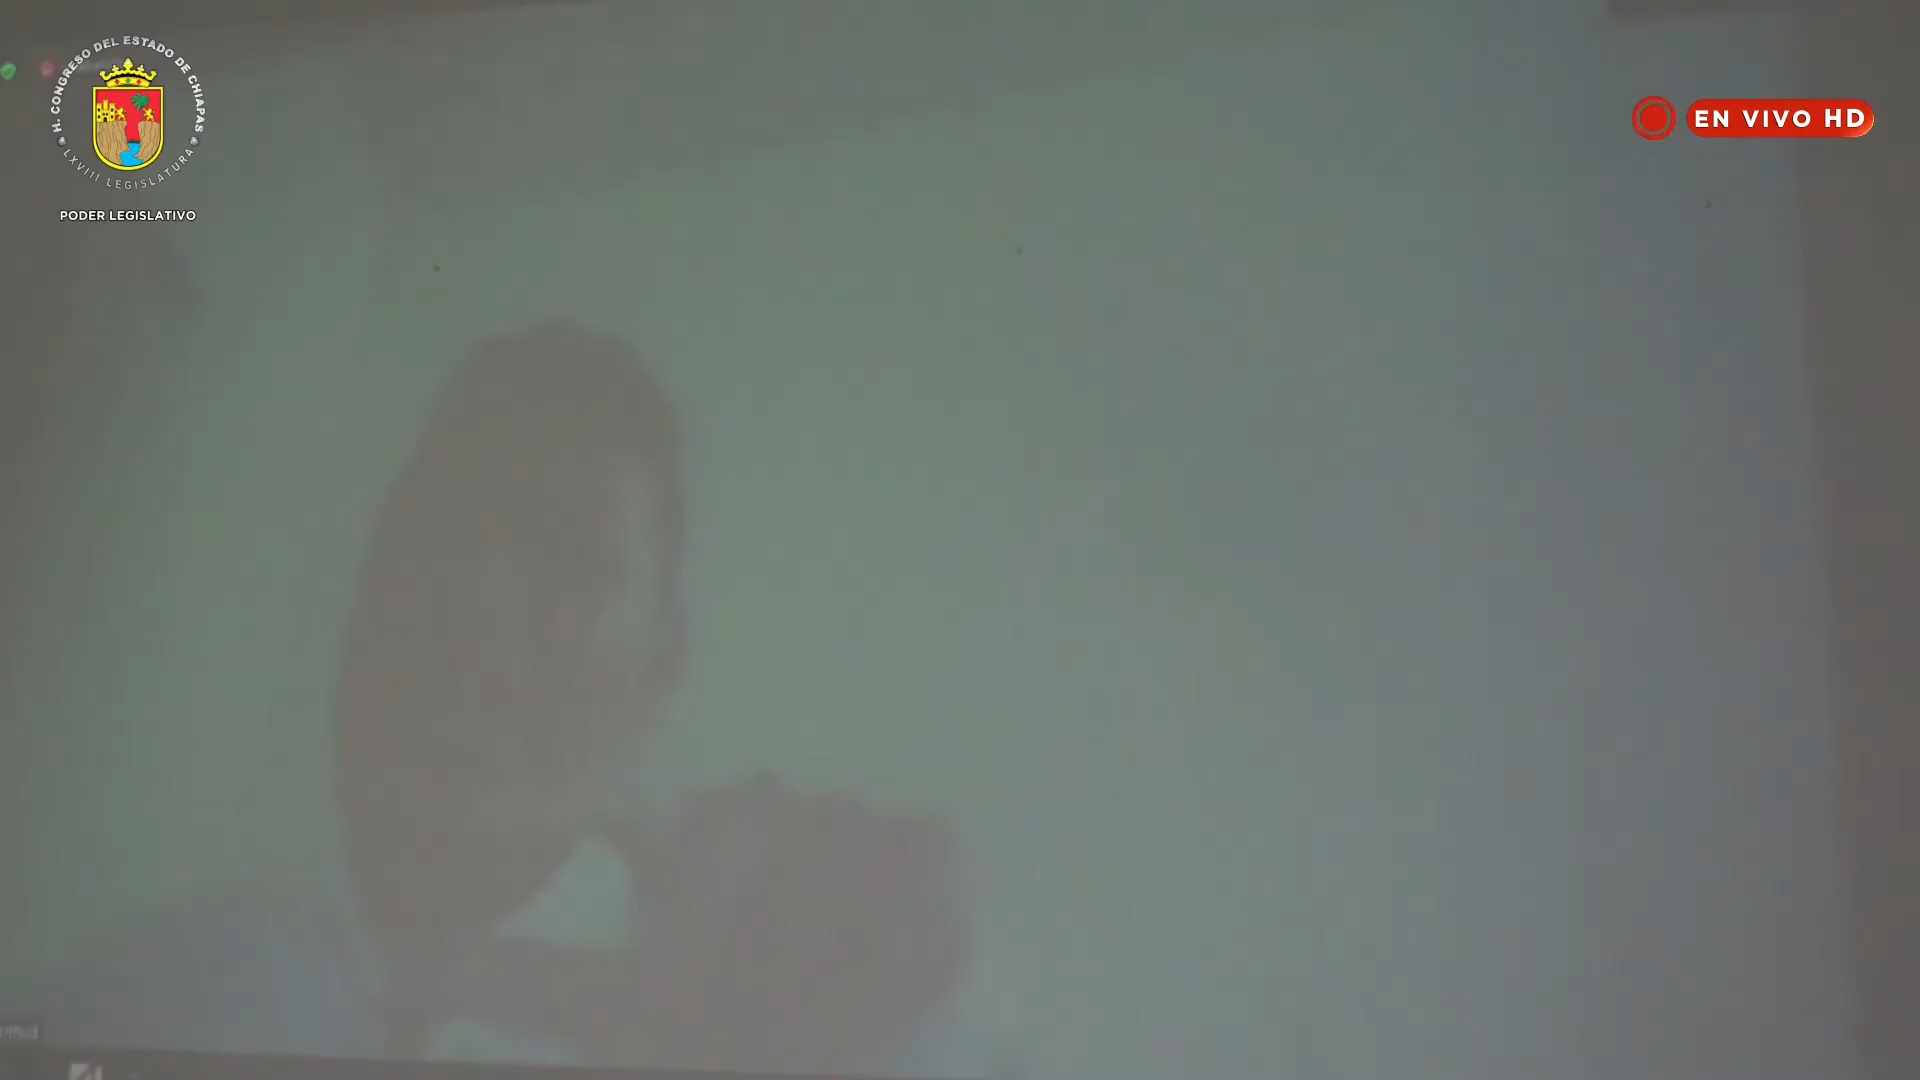 H. CONGRESO DEL ESTADO DE CHIAPAS
LXVIII LEGISLATURA
PODER LEGISLATIVO
EN VIVO HD